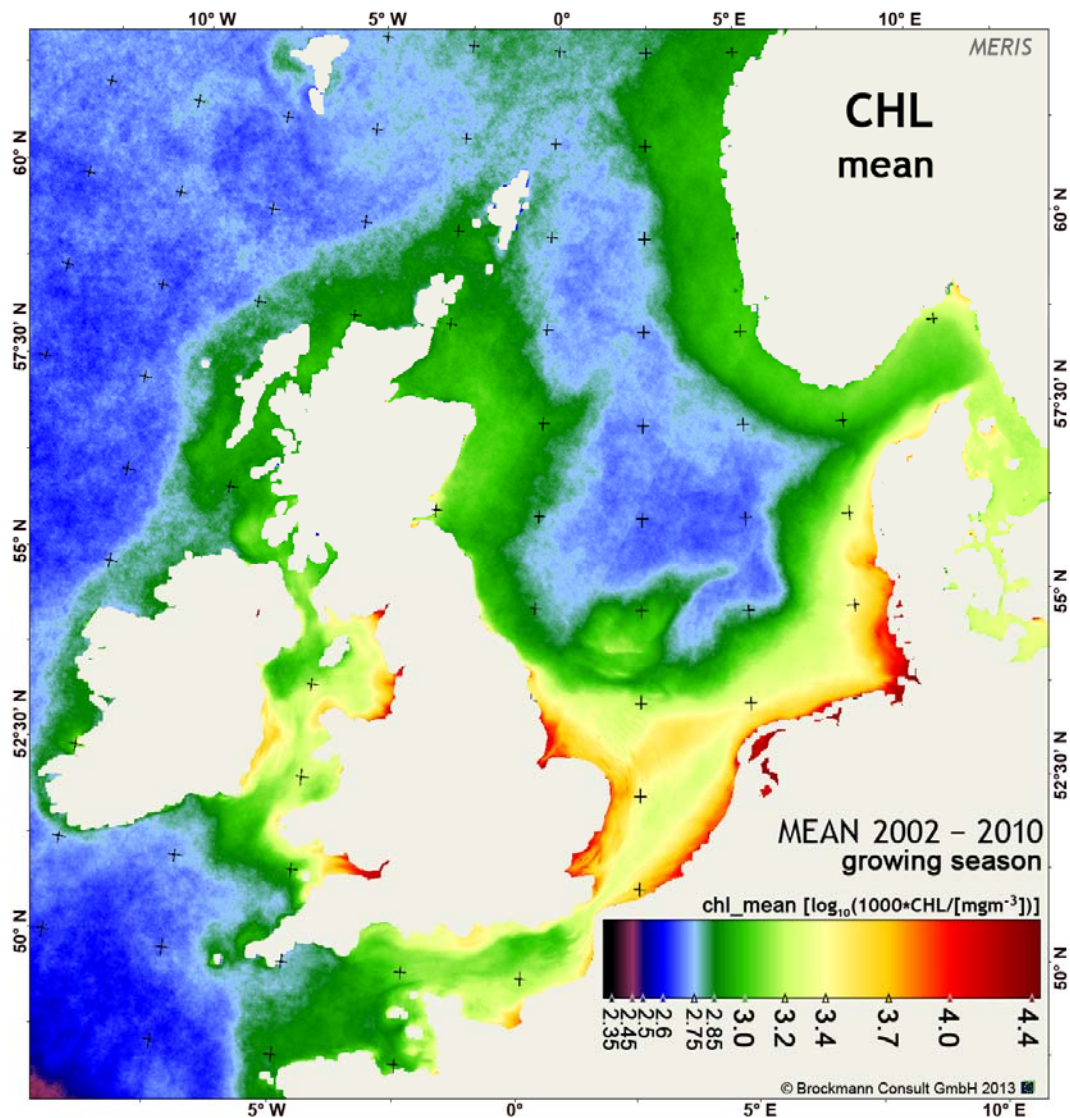 10° W 5° W 0° 5° E 10° E
MERIS
CHL
mean
60° N
60° N
57°30' N
57°30' N
55° N
55° N
52°30' N
52°30' N
MEAN 2002 – 2010
growing season
chl_mean [log₁₀(1000*CHL/[mgm⁻³])]
50° N
50° N
2.35 2.45 2.5 2.6 2.75 2.85 3.0 3.2 3.4 3.7 4.0 4.4
© Brockmann Consult GmbH 2013
5° W 0° 5° E 10° E